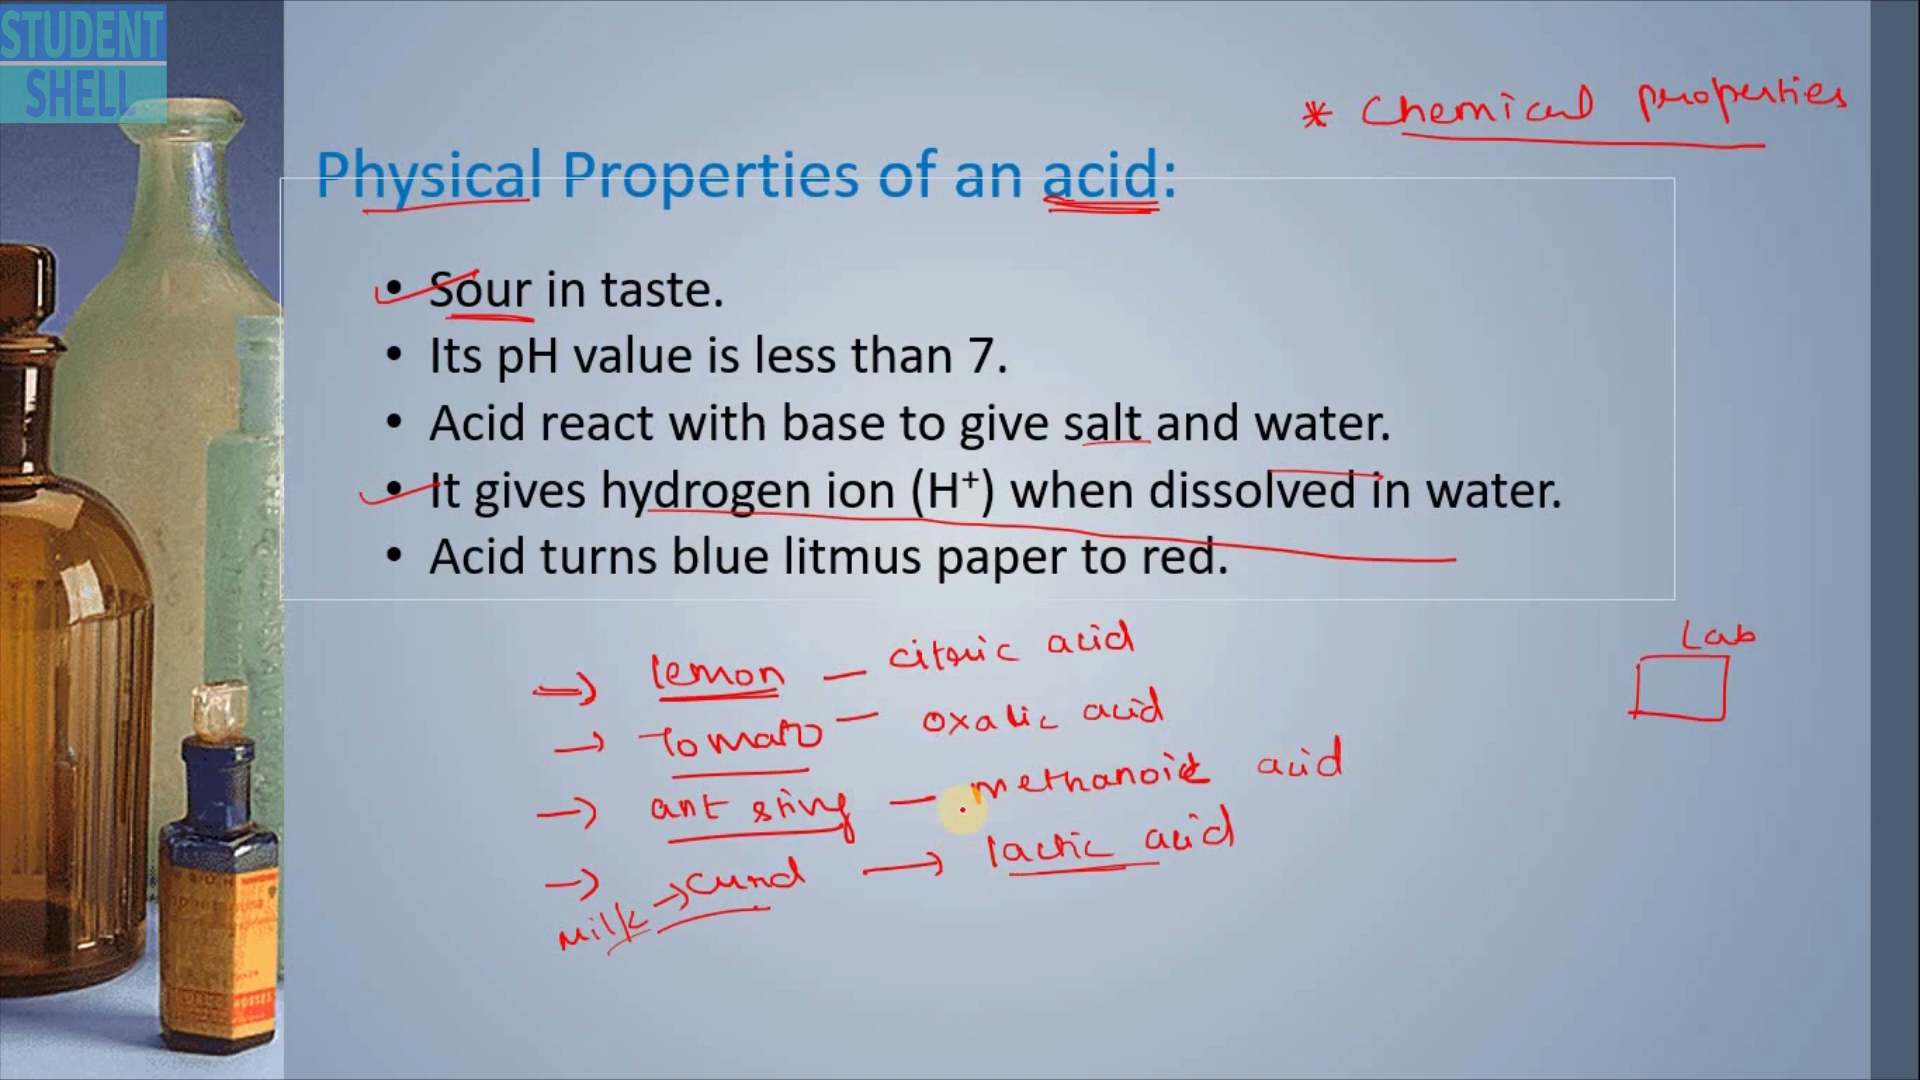 STUDENT
SHELL
* Chemical properties
Physical Properties of an acid:
• Sour in taste.
• Its pH value is less than 7.
• Acid react with base to give salt and water.
• It gives hydrogen ion (H⁺) when dissolved in water.
• Acid turns blue litmus paper to red.
Lab
→ lemon — citric acid
→ Tomato — oxalic acid
→ ant sting — methanoic acid
→ curd → lactic acid
Milk →